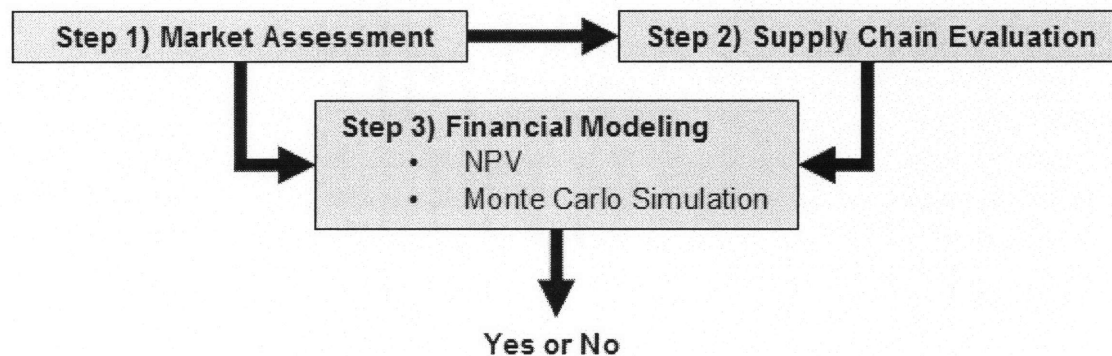 Step 1) Market Assessment
Step 2) Supply Chain Evaluation
Step 3) Financial Modeling
• NPV
• Monte Carlo Simulation
Yes or No